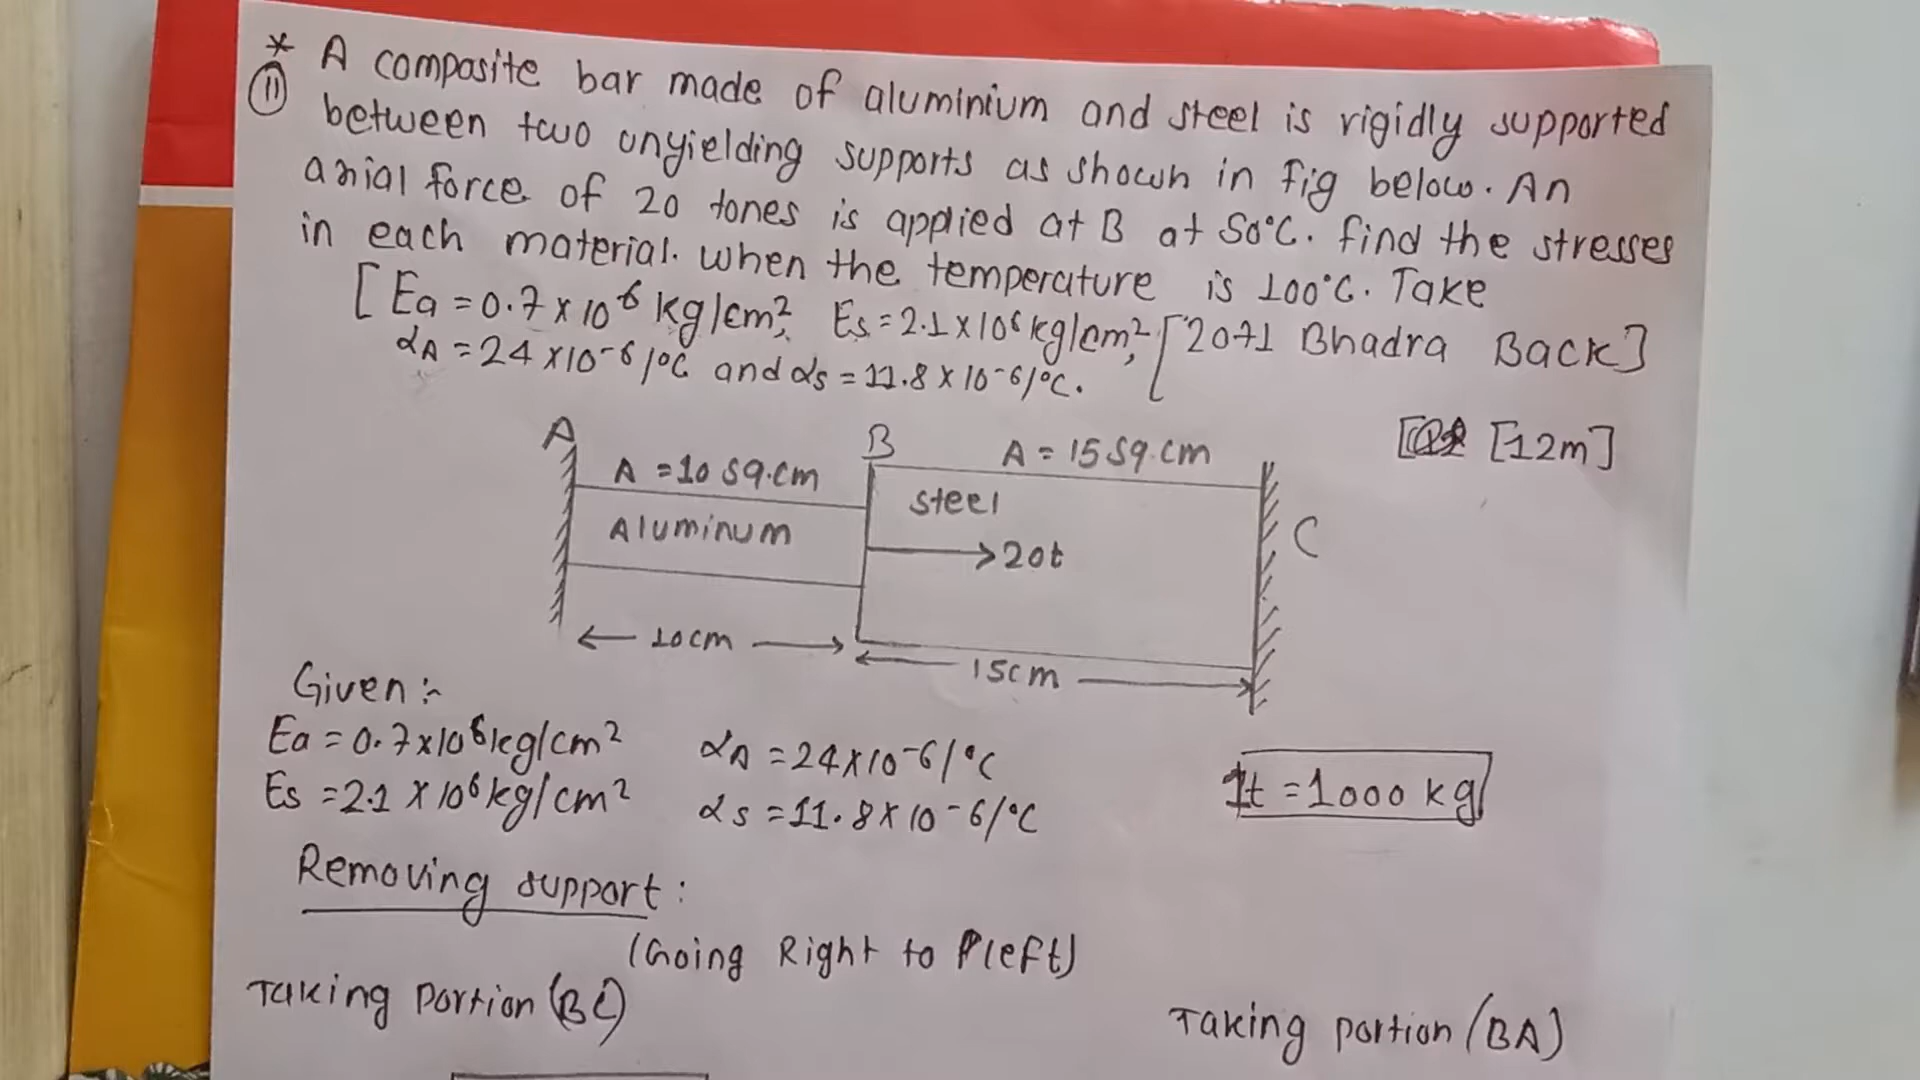 * A composite bar made of aluminium and steel is rigidly supported
(11) between two unyielding supports as shown in fig below. An
axial force of 20 tones is applied at B at 50°C. find the stresses
in each material. when the temperature is 100°C. Take
[Ea = 0.7 x 10⁶ kg/cm², Es = 2.1 x 10⁶ kg/cm², [2071 Bhadra Back]
αA = 24 x 10⁻⁶/°C and αs = 11.8 x 10⁻⁶/°C.
[12m]
A
B
A = 10 sq.cm
A = 15 sq.cm
Aluminum
steel
20t
C
10cm
15cm
Given :-
Ea = 0.7x10⁶ kg/cm² αA = 24x10⁻⁶/°C
Es = 2.1 x 10⁶ kg/cm² αs = 11.8x10⁻⁶/°C
1t = 1000 kg
Removing support :
(Going Right to left)
Taking portion (BC)
Taking portion (BA)